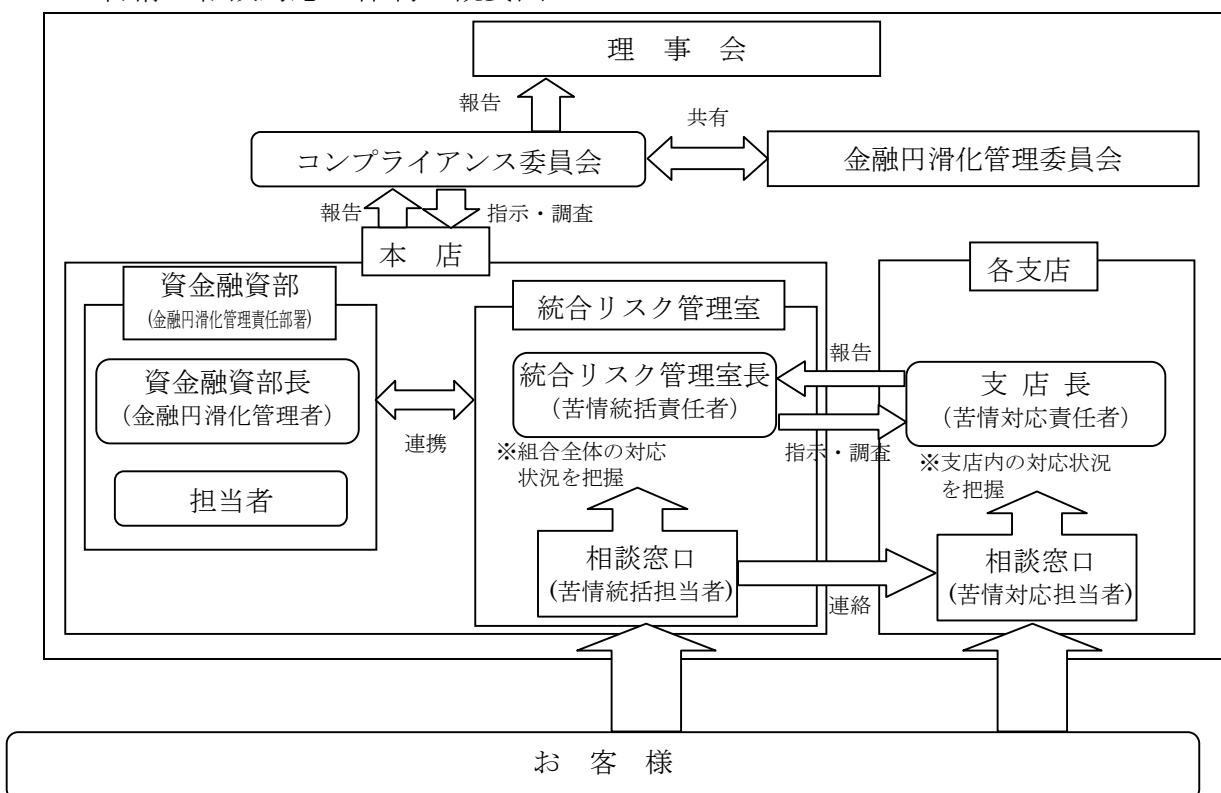 理 事 会
報告
共有
コンプライアンス委員会
金融円滑化管理委員会
報告
指示・調査
本 店
各支店
資金融資部
(金融円滑化管理責任部署)
統合リスク管理室
資金融資部長
(金融円滑化管理者)
連携
統合リスク管理室長
(苦情統括責任者)
報告
指示・調査
支 店 長
(苦情対応責任者)
※組合全体の対応
状況を把握
※支店内の対応状況
を把握
担当者
相談窓口
(苦情統括担当者)
連絡
相談窓口
(苦情対応担当者)
お 客 様